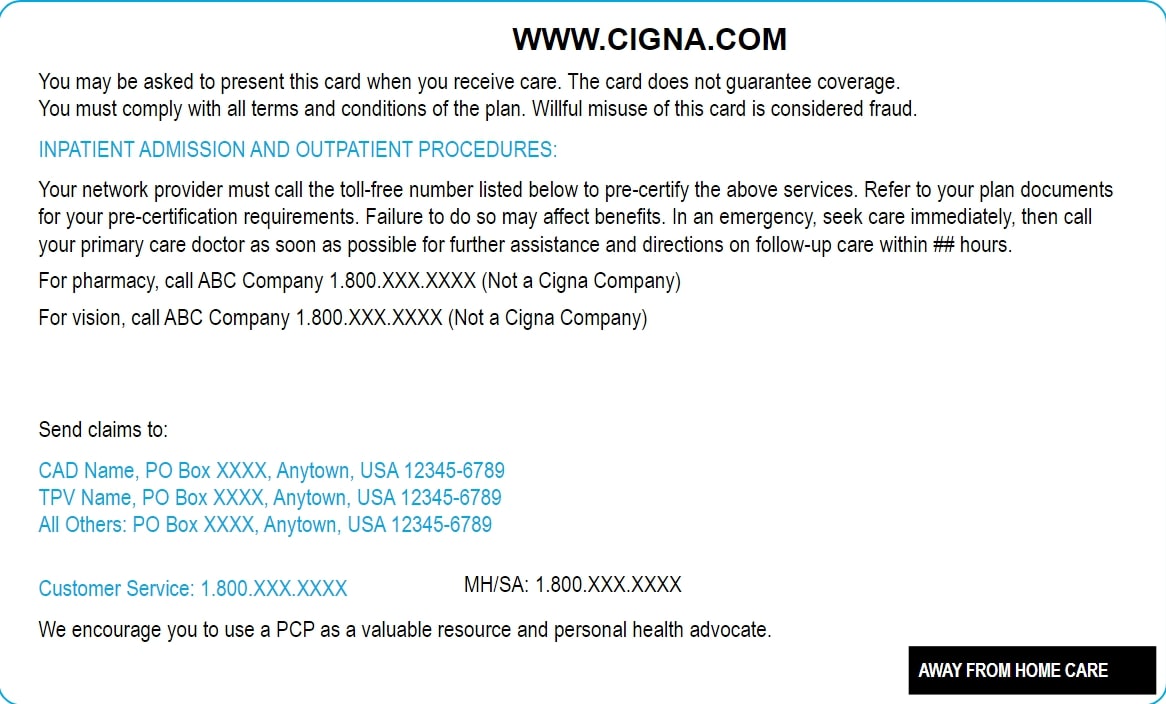 WWW.CIGNA.COM
You may be asked to present this card when you receive care. The card does not guarantee coverage.
You must comply with all terms and conditions of the plan. Willful misuse of this card is considered fraud.
INPATIENT ADMISSION AND OUTPATIENT PROCEDURES:
Your network provider must call the toll-free number listed below to pre-certify the above services. Refer to your plan documents
for your pre-certification requirements. Failure to do so may affect benefits. In an emergency, seek care immediately, then call
your primary care doctor as soon as possible for further assistance and directions on follow-up care within ## hours.
For pharmacy, call ABC Company 1.800.XXX.XXXX (Not a Cigna Company)
For vision, call ABC Company 1.800.XXX.XXXX (Not a Cigna Company)
Send claims to:
CAD Name, PO Box XXXX, Anytown, USA 12345-6789
TPV Name, PO Box XXXX, Anytown, USA 12345-6789
All Others: PO Box XXXX, Anytown, USA 12345-6789
Customer Service: 1.800.XXX.XXXX MH/SA: 1.800.XXX.XXXX
We encourage you to use a PCP as a valuable resource and personal health advocate.
AWAY FROM HOME CARE